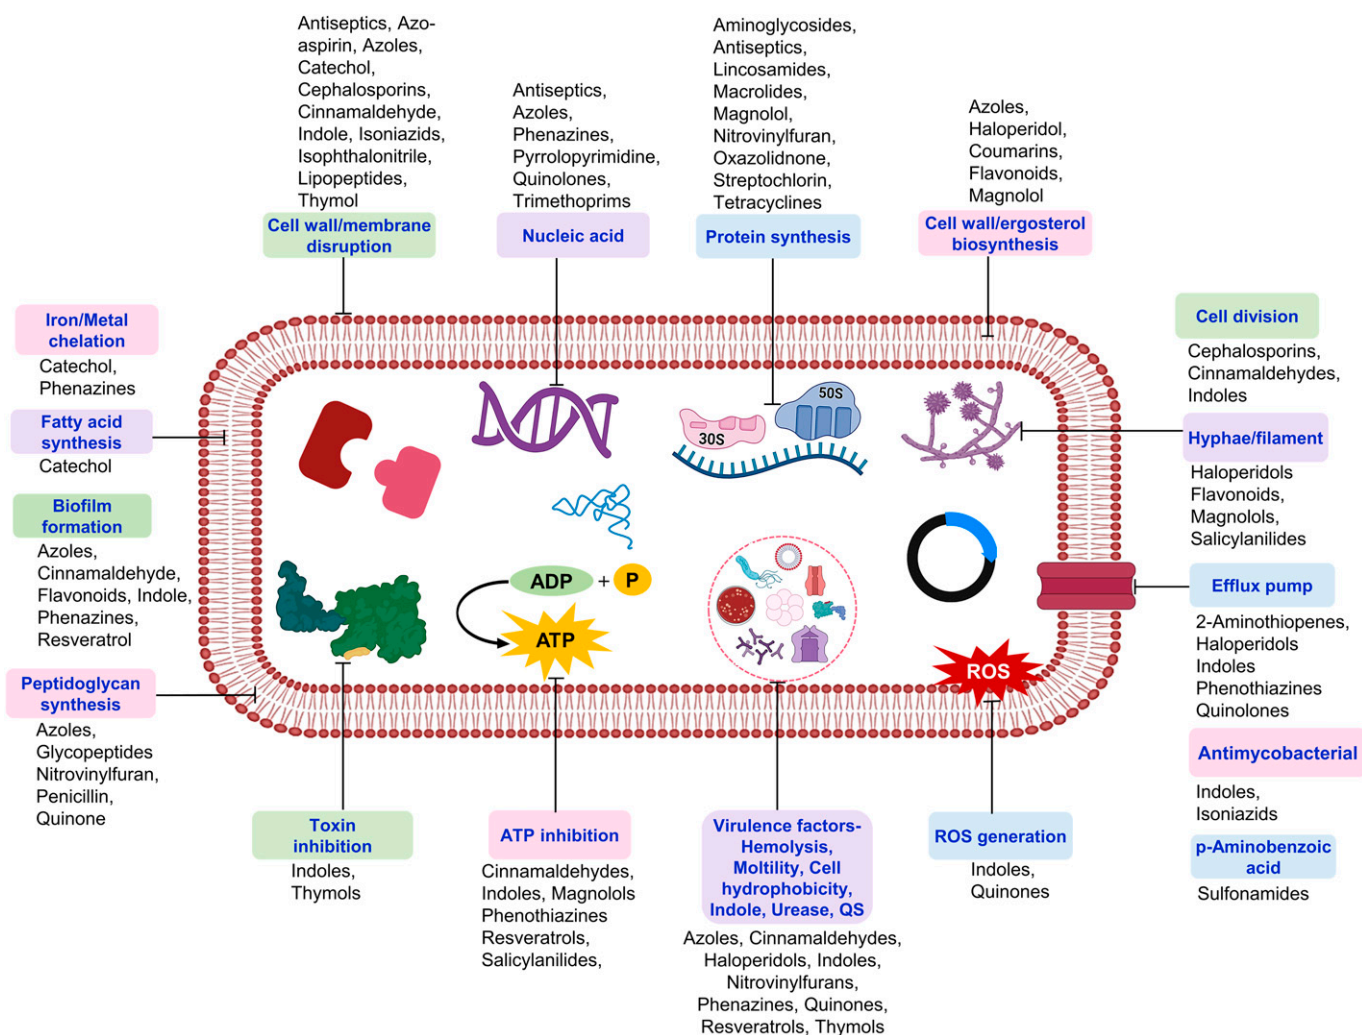 Antiseptics, Azo-
aspirin, Azoles,
Catechol,
Cephalosporins,
Cinnamaldehyde,
Indole, Isoniazids,
Isophthalonitrile,
Lipopeptides,
Thymol
Cell wall/membrane
disruption
Antiseptics,
Azoles,
Phenazines,
Pyrrolopyrimidine,
Quinolones,
Trimethoprims
Nucleic acid
Aminoglycosides,
Antiseptics,
Lincosamides,
Macrolides,
Magnolol,
Nitrovinylfuran,
Oxazolidnone,
Streptochlorin,
Tetracyclines
Protein synthesis
Azoles,
Haloperidol,
Coumarins,
Flavonoids,
Magnolol
Cell wall/ergosterol
biosynthesis
Iron/Metal
chelation
Catechol,
Phenazines
Fatty acid
synthesis
Catechol
Biofilm
formation
Azoles,
Cinnamaldehyde,
Flavonoids, Indole,
Phenazines,
Resveratrol
Peptidoglycan
synthesis
Azoles,
Glycopeptides
Nitrovinylfuran,
Penicillin,
Quinone
30S
50S
ADP + P
ATP
ROS
Cell division
Cephalosporins,
Cinnamaldehydes,
Indoles
Hyphae/filament
Haloperidols
Flavonoids,
Magnolols,
Salicylanilides
Efflux pump
2-Aminothiopenes,
Haloperidols
Indoles
Phenothiazines
Quinolones
Antimycobacterial
Indoles,
Isoniazids
p-Aminobenzoic
acid
Sulfonamides
Toxin
inhibition
Indoles,
Thymols
ATP inhibition
Cinnamaldehydes,
Indoles, Magnolols
Phenothiazines
Resveratrols,
Salicylanilides,
Virulence factors-
Hemolysis,
Moltility, Cell
hydrophobicity,
Indole, Urease, QS
Azoles, Cinnamaldehydes,
Haloperidols, Indoles,
Nitrovinylfurans,
Phenazines, Quinones,
Resveratrols, Thymols
ROS generation
Indoles,
Quinones